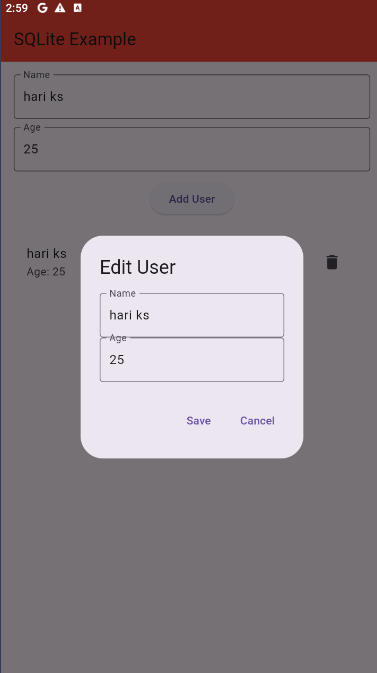 2:59 G
SQLite Example
Name
hari ks
Age
25
Add User
hari ks
Age: 25
Edit User
Name
hari ks
Age
25
Save Cancel